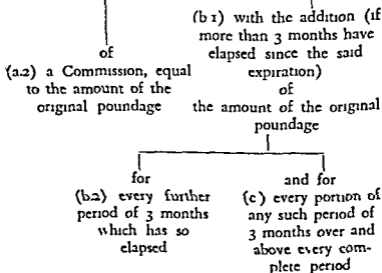 (b 1) with the addition (if
more than 3 months have
elapsed since the said
expiration)
of
(a.2) a Commission, equal
to the amount of the
original poundage
of
the amount of the original
poundage
for
(b.2) every further
period of 3 months
which has so
elapsed
and for
(c) every portion of
any such period of
3 months over and
above every com-
plete period